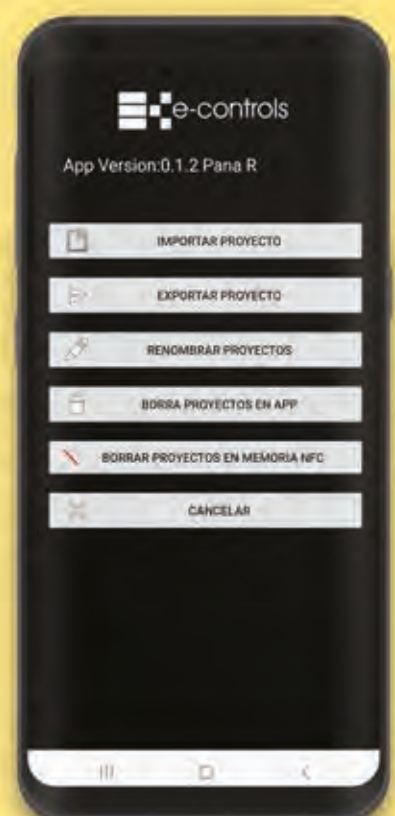 e-controls
App Version:0.1.2 Pana R
IMPORTAR PROYECTO
EXPORTAR PROYECTO
RENOMBRAR PROYECTOS
BORRA PROYECTOS EN APP
BORRAR PROYECTOS EN MEMORIA NFC
CANCELAR